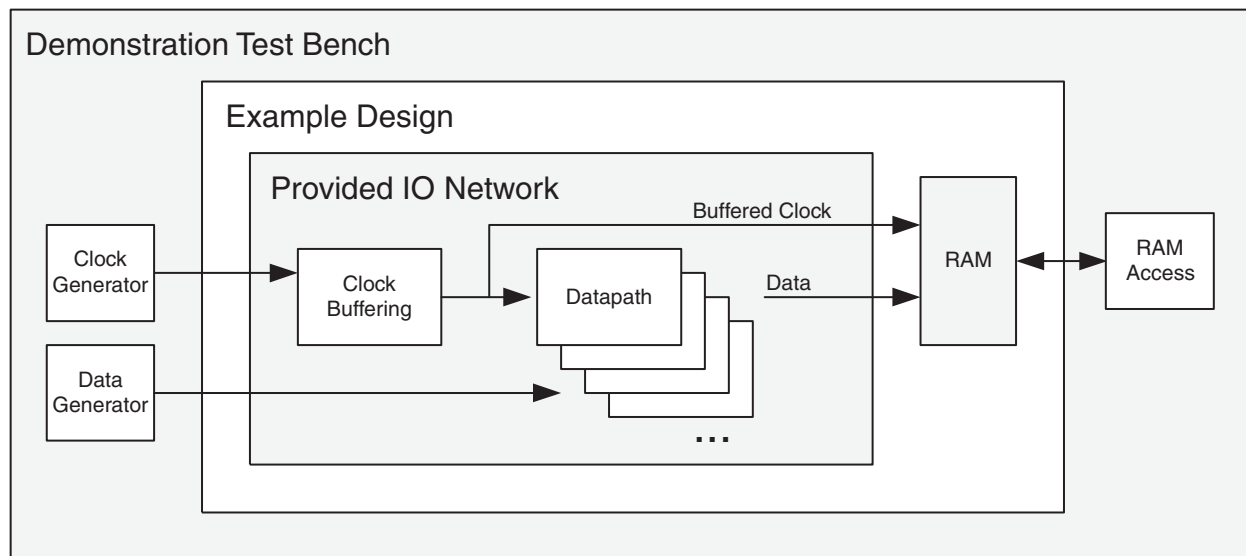 Demonstration Test Bench
Example Design
Provided IO Network
Buffered Clock
Clock
Generator
Clock
Buffering
Datapath
Data
RAM
RAM
Access
Data
Generator
...